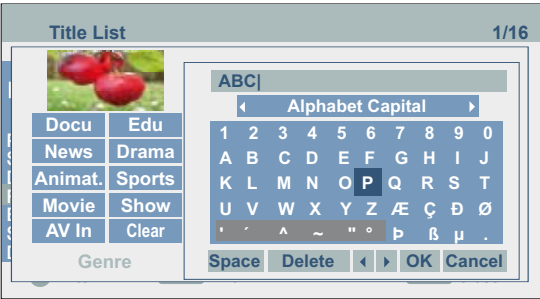 Title List 1/16
ABC|
Alphabet Capital
Docu Edu
News Drama
Animat. Sports
Movie Show
AV In Clear
Genre
1 2 3 4 5 6 7 8 9 0
A B C D E F G H I J
K L M N O P Q R S T
U V W X Y Z Æ Ç Ð Ø
' ´ ^ ~ " ° Þ ß µ .
Space Delete OK Cancel